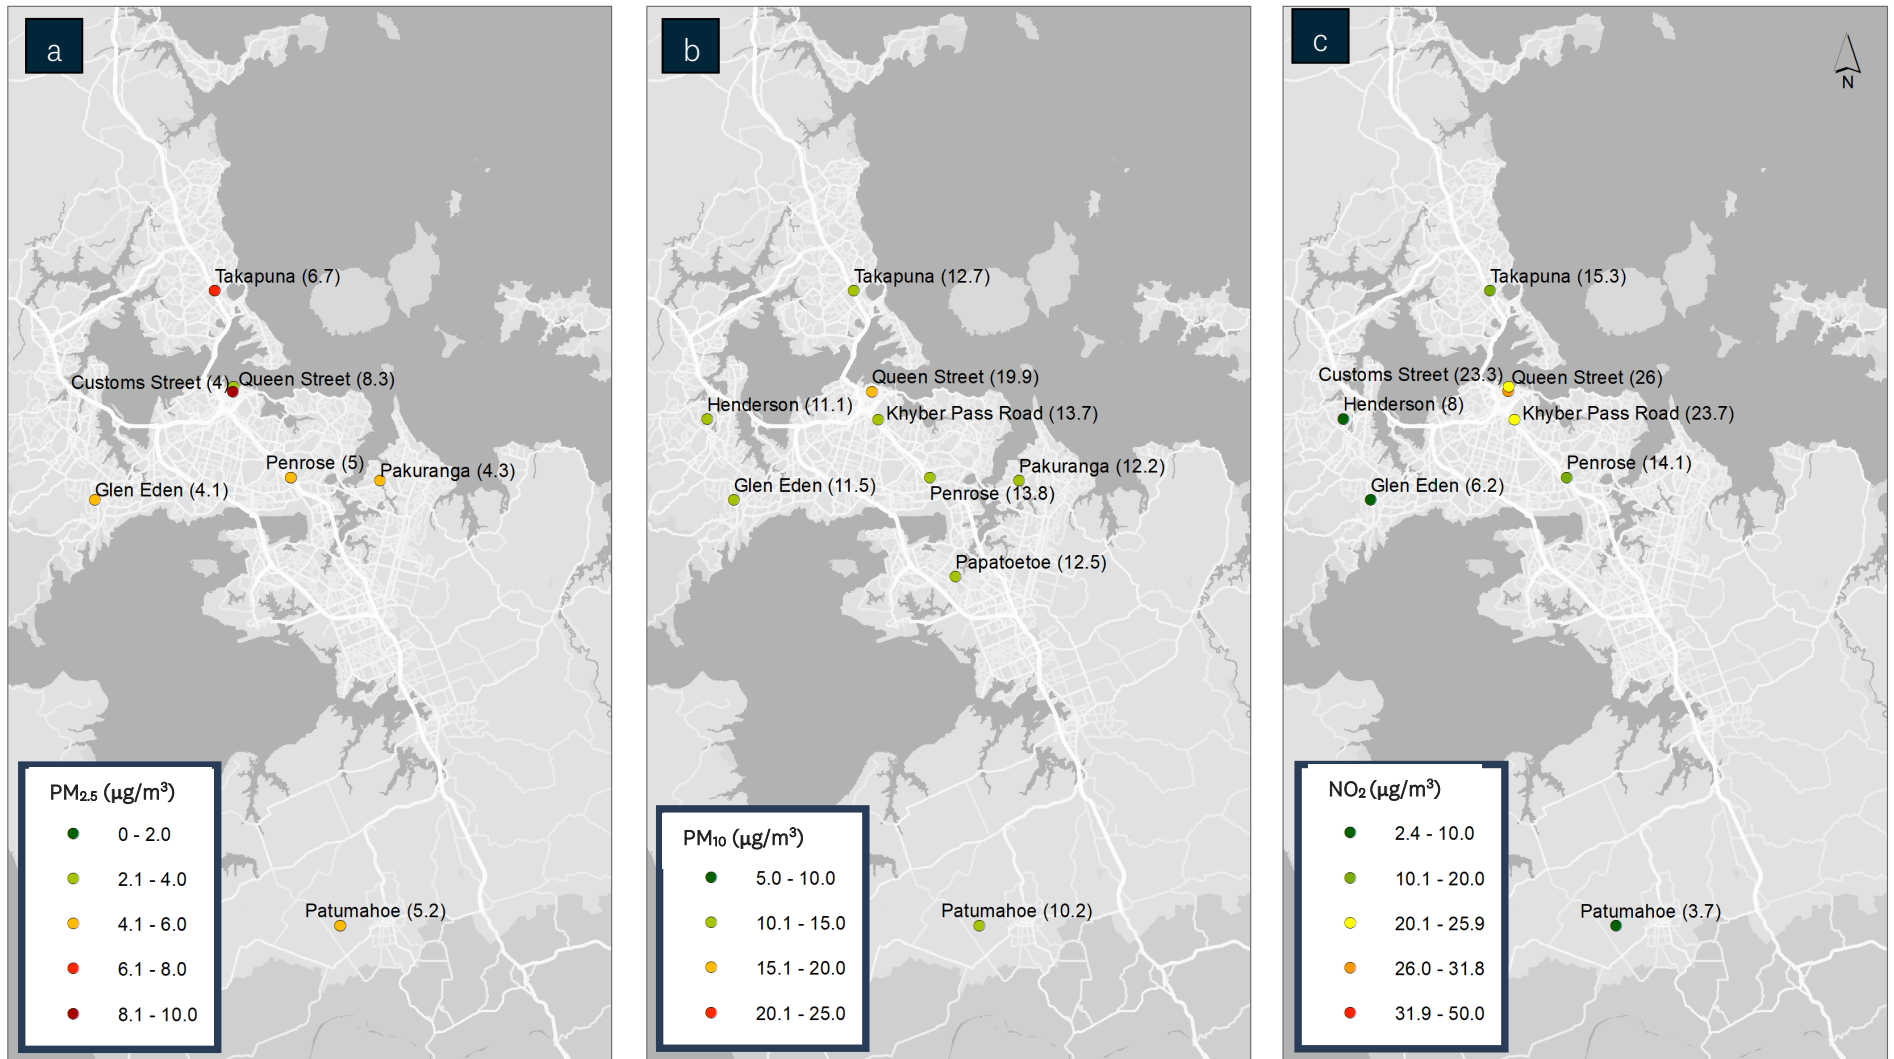 a
Takapuna (6.7)
Customs Street (4)
Queen Street (8.3)
Penrose (5)
Pakuranga (4.3)
Glen Eden (4.1)
Patumahoe (5.2)
PM2.5 (µg/m³)
0 - 2.0
2.1 - 4.0
4.1 - 6.0
6.1 - 8.0
8.1 - 10.0
b
Takapuna (12.7)
Queen Street (19.9)
Henderson (11.1)
Khyber Pass Road (13.7)
Pakuranga (12.2)
Glen Eden (11.5)
Penrose (13.8)
Papatoetoe (12.5)
Patumahoe (10.2)
PM10 (µg/m³)
5.0 - 10.0
10.1 - 15.0
15.1 - 20.0
20.1 - 25.0
c
N
Takapuna (15.3)
Customs Street (23.3)
Queen Street (26)
Henderson (8)
Khyber Pass Road (23.7)
Penrose (14.1)
Glen Eden (6.2)
Patumahoe (3.7)
NO2 (µg/m³)
2.4 - 10.0
10.1 - 20.0
20.1 - 25.9
26.0 - 31.8
31.9 - 50.0